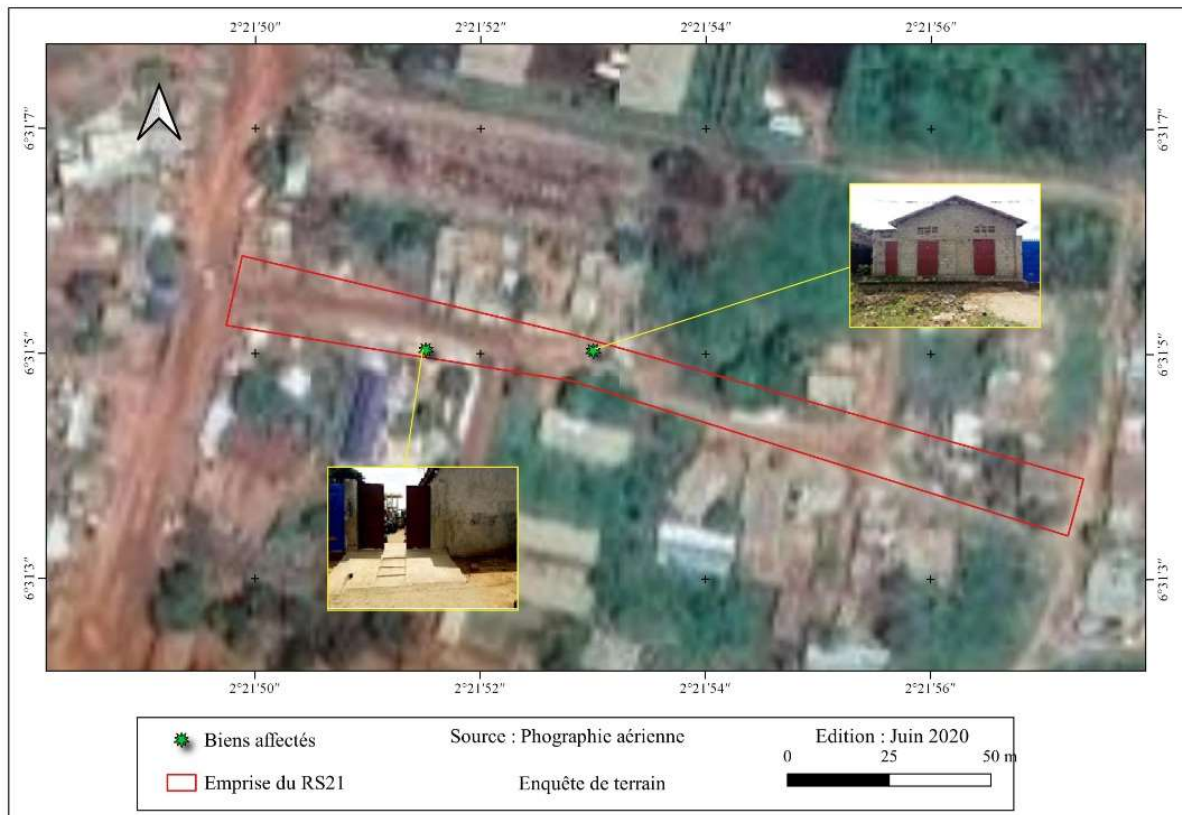 2°21'50" 2°21'52" 2°21'54" 2°21'56"
6°31'7" 6°31'7"
6°31'5" 6°31'5"
6°31'3" 6°31'3"
2°21'50" 2°21'52" 2°21'54" 2°21'56"
Biens affectés Source : Phographie aérienne Edition : Juin 2020
0 25 50 m
Emprise du RS21 Enquête de terrain